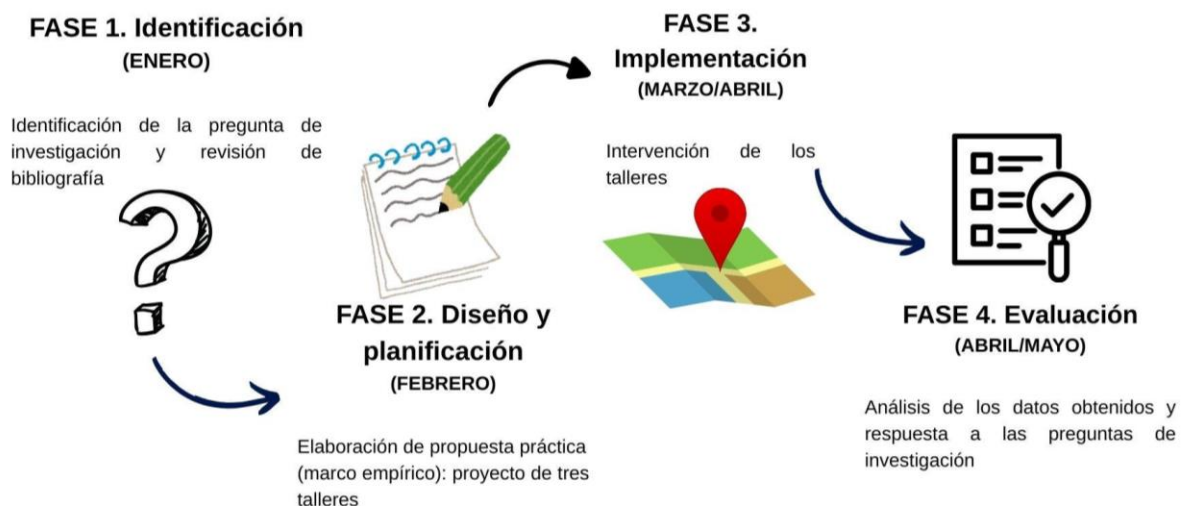 FASE 1. Identificación
(ENERO)
Identificación de la pregunta de
investigación y revisión de
bibliografía
FASE 2. Diseño y
planificación
(FEBRERO)
Elaboración de propuesta práctica
(marco empírico): proyecto de tres
talleres
FASE 3.
Implementación
(MARZO/ABRIL)
Intervención de los
talleres
FASE 4. Evaluación
(ABRIL/MAYO)
Análisis de los datos obtenidos y
respuesta a las preguntas de
investigación